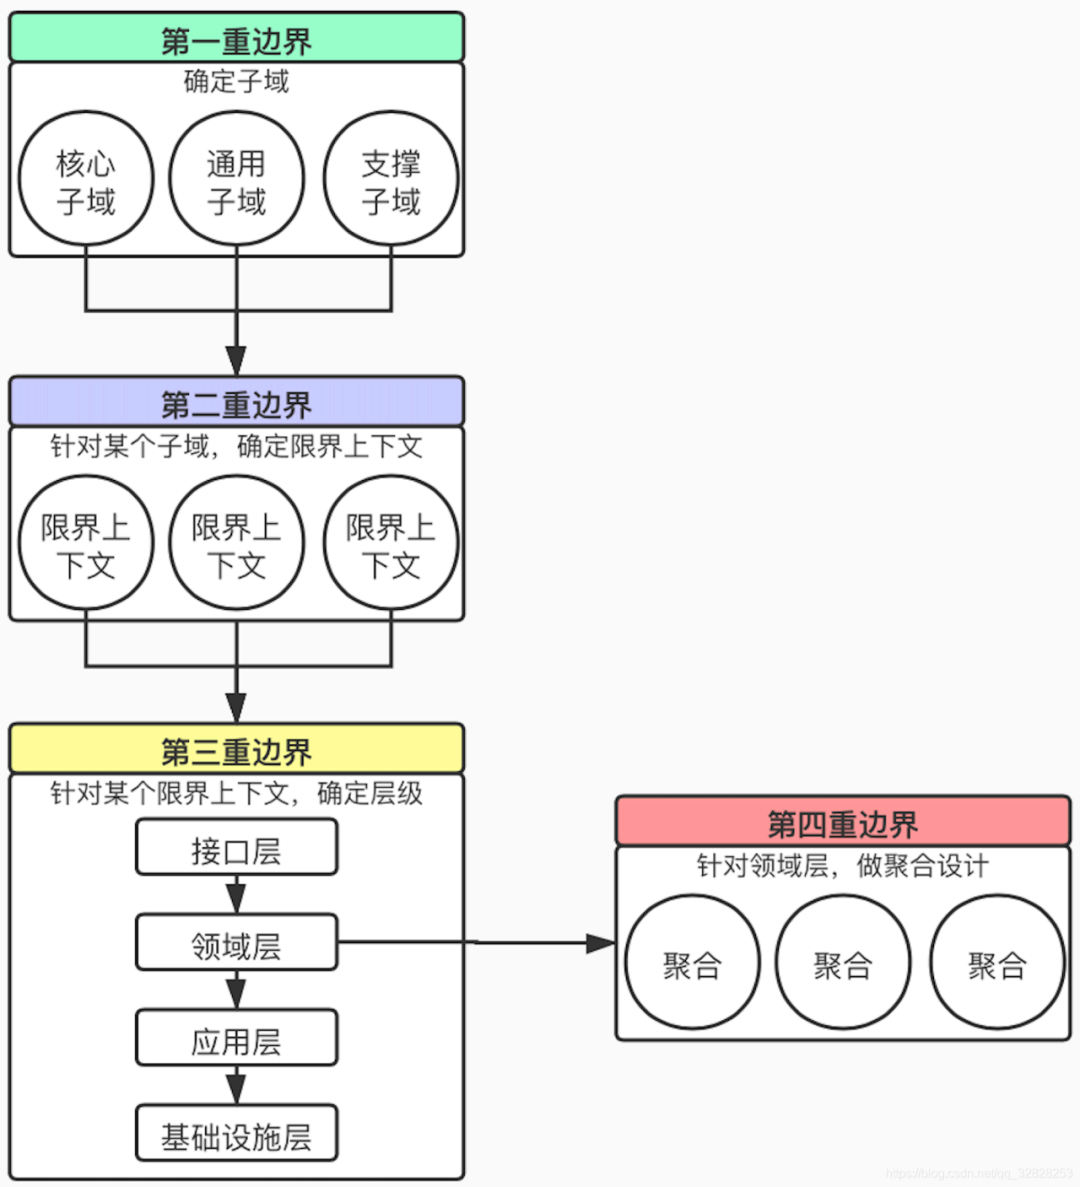 第一重边界
确定子域
核心
子域
通用
子域
支撑
子域
第二重边界
针对某个子域，确定限界上下文
限界上
下文
限界上
下文
限界上
下文
第三重边界
针对某个限界上下文，确定层级
接口层
领域层
应用层
基础设施层
第四重边界
针对领域层，做聚合设计
聚合
聚合
聚合
https://blog.csdn.net/qq_32828253